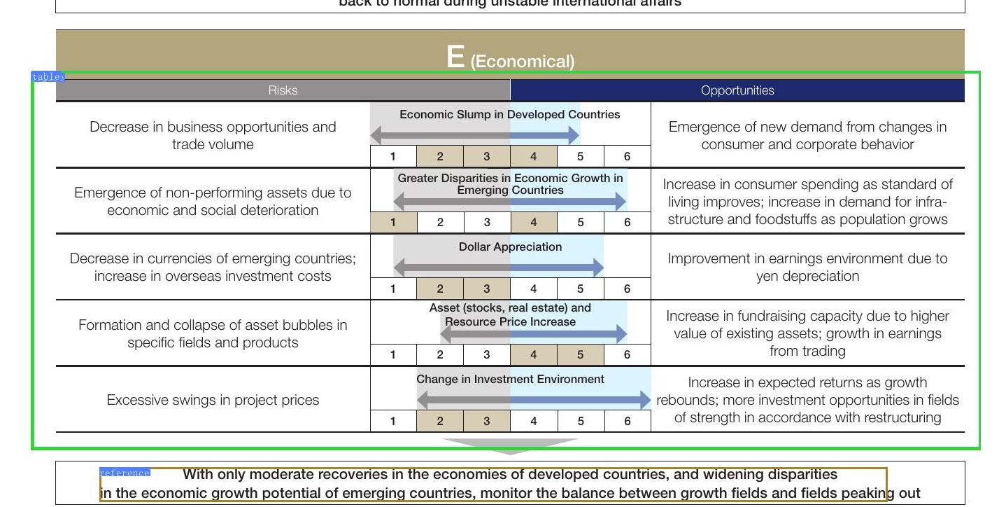 back to normal during unstable international affairs
E (Economical)
table
Risks
Opportunities
Decrease in business opportunities and
trade volume
Economic Slump in Developed Countries
1 2 3 4 5 6
Emergence of new demand from changes in
consumer and corporate behavior
Emergence of non-performing assets due to
economic and social deterioration
Greater Disparities in Economic Growth in
Emerging Countries
1 2 3 4 5 6
Increase in consumer spending as standard of
living improves; increase in demand for infra-
structure and foodstuffs as population grows
Decrease in currencies of emerging countries;
increase in overseas investment costs
Dollar Appreciation
1 2 3 4 5 6
Improvement in earnings environment due to
yen depreciation
Formation and collapse of asset bubbles in
specific fields and products
Asset (stocks, real estate) and
Resource Price Increase
1 2 3 4 5 6
Increase in fundraising capacity due to higher
value of existing assets; growth in earnings
from trading
Excessive swings in project prices
Change in Investment Environment
1 2 3 4 5 6
Increase in expected returns as growth
rebounds; more investment opportunities in fields
of strength in accordance with restructuring
reference
With only moderate recoveries in the economies of developed countries, and widening disparities
in the economic growth potential of emerging countries, monitor the balance between growth fields and fields peaking out